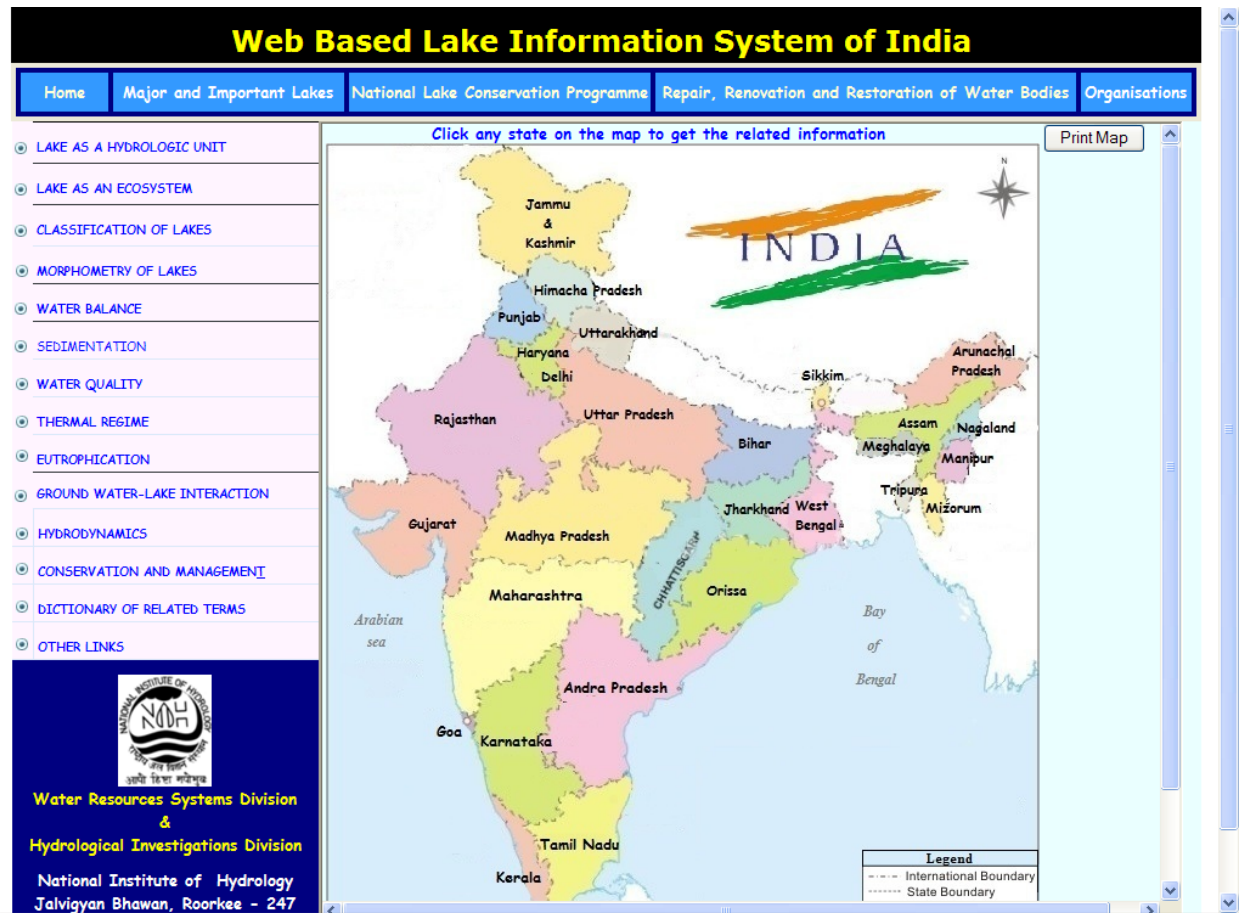 Web Based Lake Information System of India
Home
Major and Important Lakes
National Lake Conservation Programme
Repair, Renovation and Restoration of Water Bodies
Organisations
LAKE AS A HYDROLOGIC UNIT
LAKE AS AN ECOSYSTEM
CLASSIFICATION OF LAKES
MORPHOMETRY OF LAKES
WATER BALANCE
SEDIMENTATION
WATER QUALITY
THERMAL REGIME
EUTROPHICATION
GROUND WATER-LAKE INTERACTION
HYDRODYNAMICS
CONSERVATION AND MANAGEMENT
DICTIONARY OF RELATED TERMS
OTHER LINKS
NATIONAL INSTITUTE OF HYDROLOGY
Water Resources Systems Division
&
Hydrological Investigations Division
National Institute of Hydrology
Jalvigyan Bhawan, Roorkee - 247
Click any state on the map to get the related information
Print Map
N
INDIA
Jammu
&
Kashmir
Himacha Pradesh
Punjab
Uttarakhand
Haryana
Delhi
Arunachal
Pradesh
Sikkim
Rajasthan
Uttar Pradesh
Bihar
Assam
Nagaland
Meghalaya
Manipur
Tripura
Mizorum
Gujarat
Madhya Pradesh
Jharkhand
West
Bengal
CHHATTISGARH
Maharashtra
Orissa
Arabian
sea
Bay
of
Bengal
Andra Pradesh
Goa
Karnataka
Tamil Nadu
Kerala
Legend
International Boundary
State Boundary